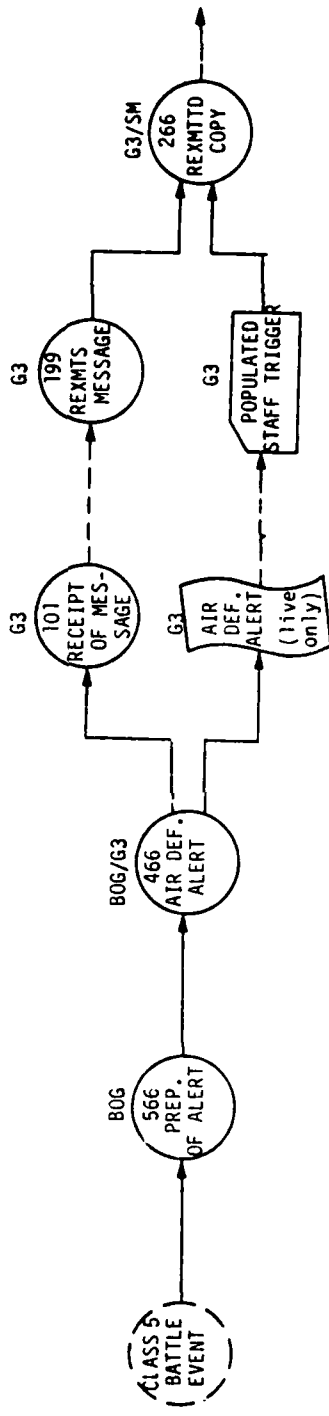 CLASS 5
BATTLE
EVENT
BOG
566
PREP.
OF ALERT
BOG/G3
466
AIR DEF.
ALERT
G3
101
RECEIPT
OF MES-
SAGE
G3
199
REXMTS
MESSAGE
G3
AIR
DEF.
ALERT
(live
only)
G3
POPULATED
STAFF TRIGGER
G3/SM
266
REXMTTD
COPY